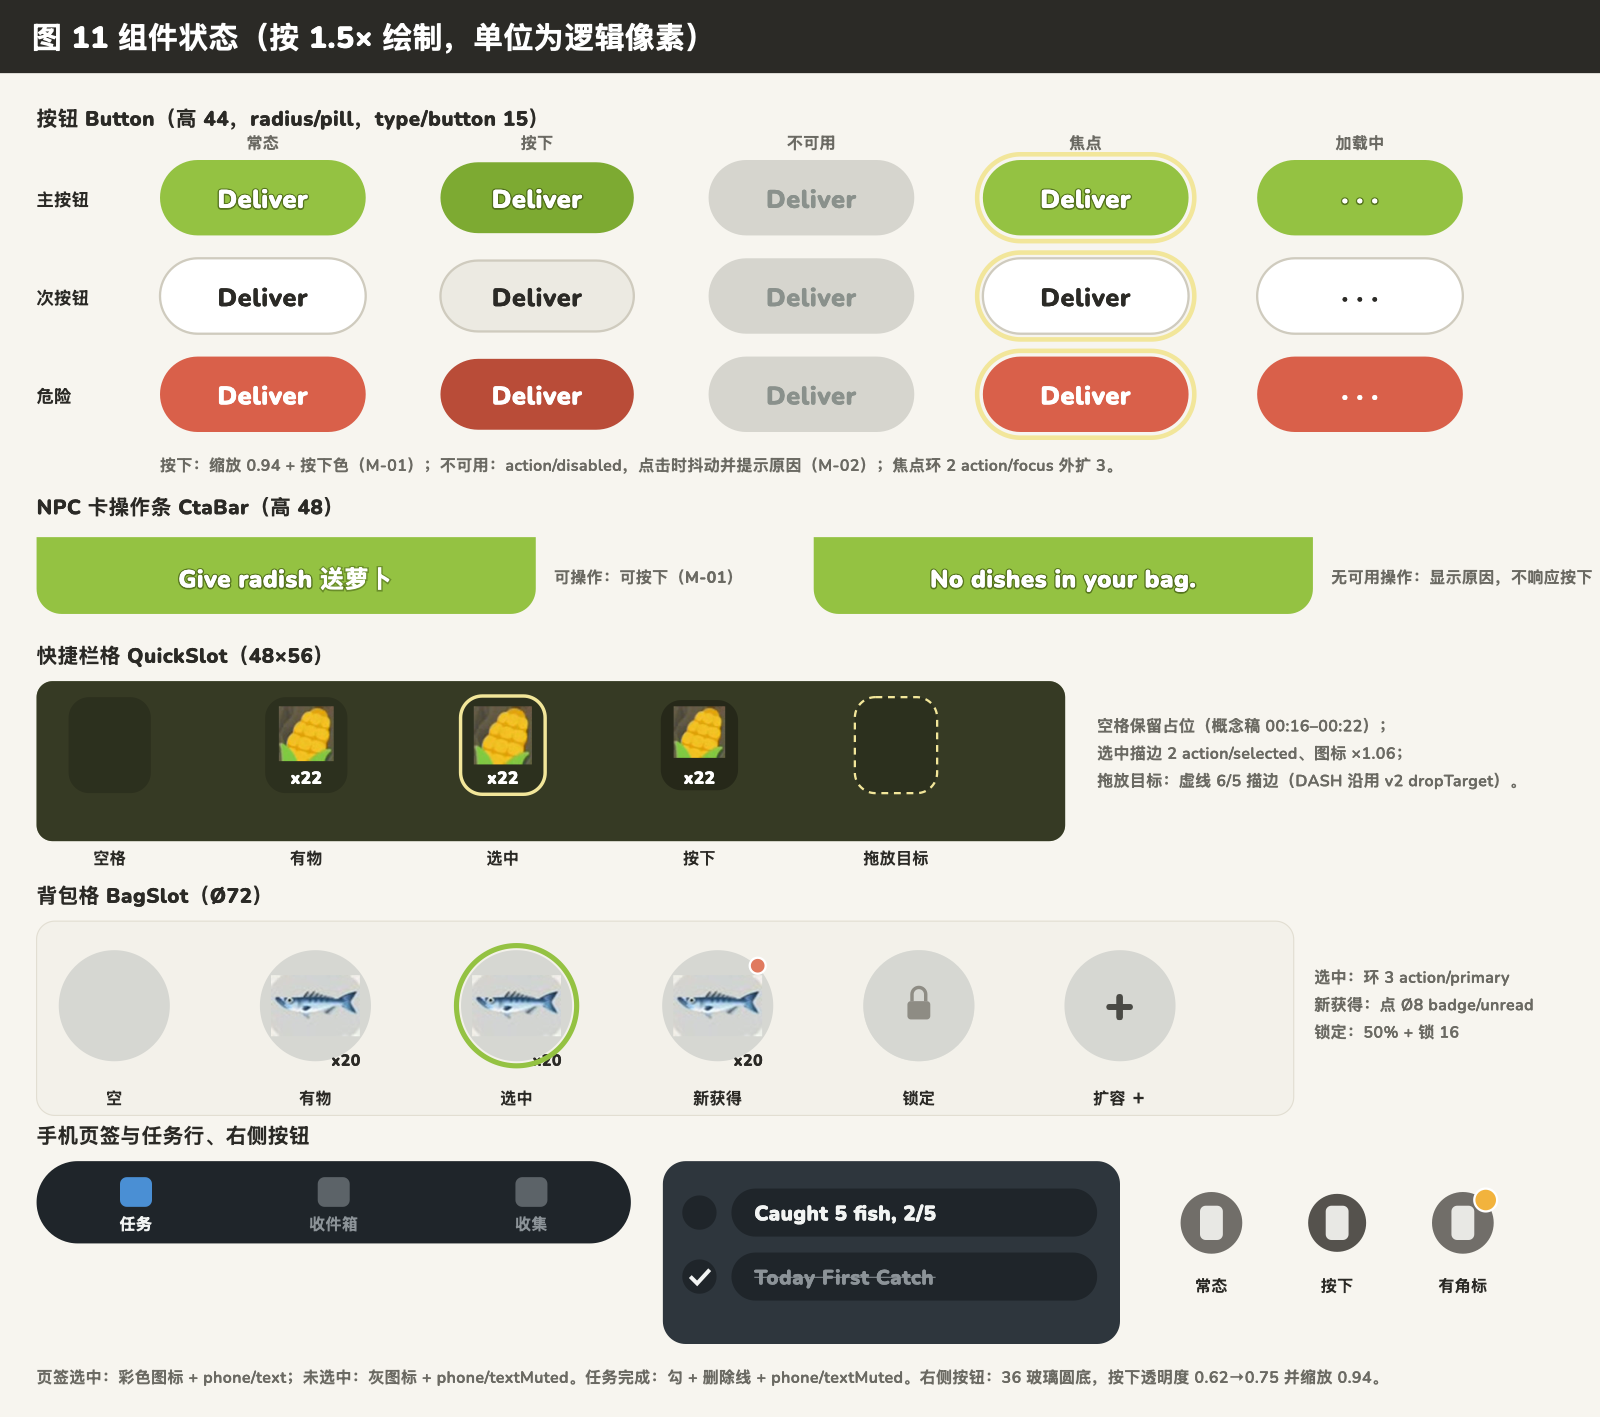 图 11 组件状态（按 1.5× 绘制，单位为逻辑像素）
按钮 Button（高 44，radius/pill，type/button 15）
常态 按下 不可用 焦点 加载中
主按钮 Deliver Deliver Deliver Deliver ···
次按钮 Deliver Deliver Deliver Deliver ···
危险 Deliver Deliver Deliver Deliver ···
按下：缩放 0.94 + 按下色（M-01）；不可用：action/disabled，点击时抖动并提示原因（M-02）；焦点环 2 action/focus 外扩 3。
NPC 卡操作条 CtaBar（高 48）
Give radish 送萝卜 可操作：可按下（M-01） No dishes in your bag. 无可用操作：显示原因，不响应按下
快捷栏格 QuickSlot（48×56）
x22 x22 x22
空格保留占位（概念稿 00:16–00:22）；
选中描边 2 action/selected、图标 ×1.06；
拖放目标：虚线 6/5 描边（DASH 沿用 v2 dropTarget）。
空格 有物 选中 按下 拖放目标
背包格 BagSlot（Ø72）
选中：环 3 action/primary
新获得：点 Ø8 badge/unread
锁定：50% + 锁 16
+
x20 x20 x20
空 有物 选中 新获得 锁定 扩容 +
手机页签与任务行、右侧按钮
任务 收件箱 收集
Caught 5 fish, 2/5
Today First Catch
常态 按下 有角标
页签选中：彩色图标 + phone/text；未选中：灰图标 + phone/textMuted。任务完成：勾 + 删除线 + phone/textMuted。右侧按钮：36 玻璃圆底，按下透明度 0.62→0.75 并缩放 0.94。